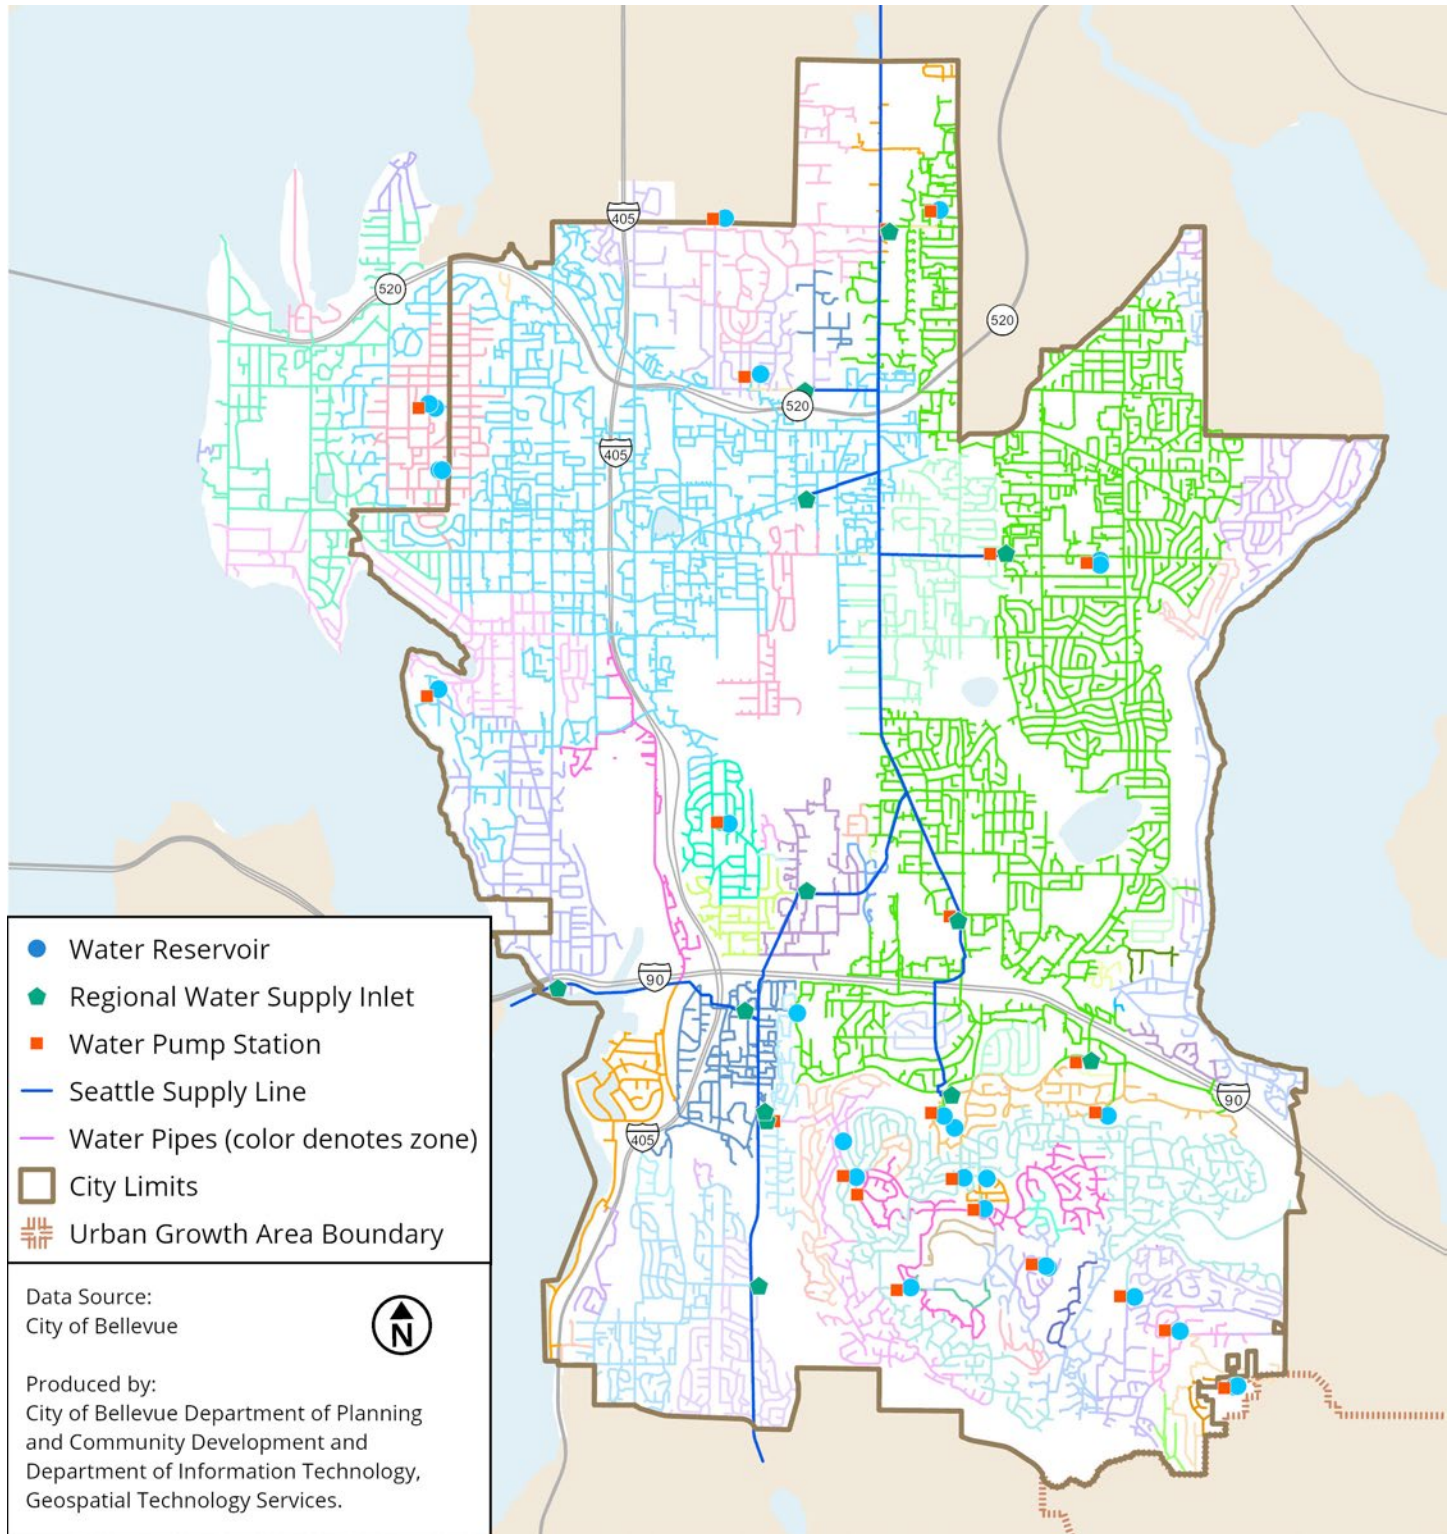 405
520
520
520
405
90
405
90
Water Reservoir
Regional Water Supply Inlet
Water Pump Station
Seattle Supply Line
Water Pipes (color denotes zone)
City Limits
Urban Growth Area Boundary
Data Source:
City of Bellevue
N
Produced by:
City of Bellevue Department of Planning
and Community Development and
Department of Information Technology,
Geospatial Technology Services.